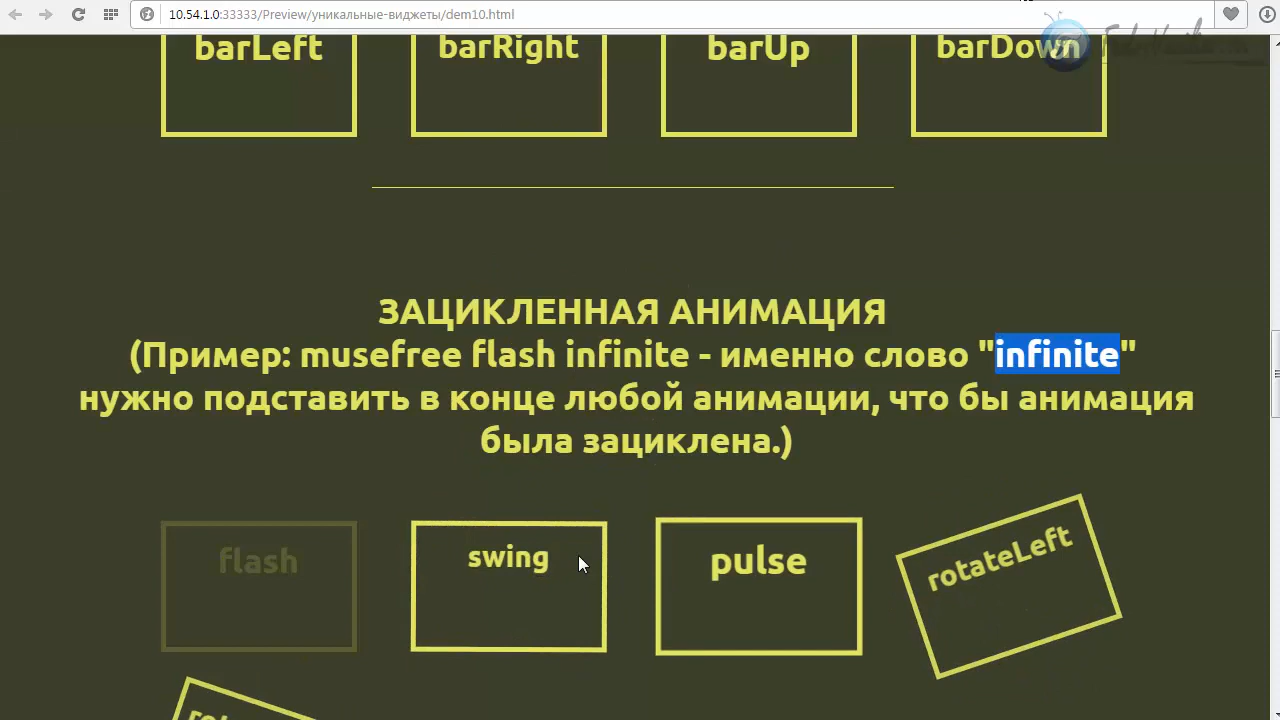 10.54.1.0:33333/Preview/уникальные-виджеты/dem10.html
barLeft
barRight
barUp
barDown
ЗАЦИКЛЕННАЯ АНИМАЦИЯ
(Пример: musefree flash infinite - именно слово "infinite"
нужно подставить в конце любой анимации, что бы анимация
была зациклена.)
flash
swing
pulse
rotateLeft